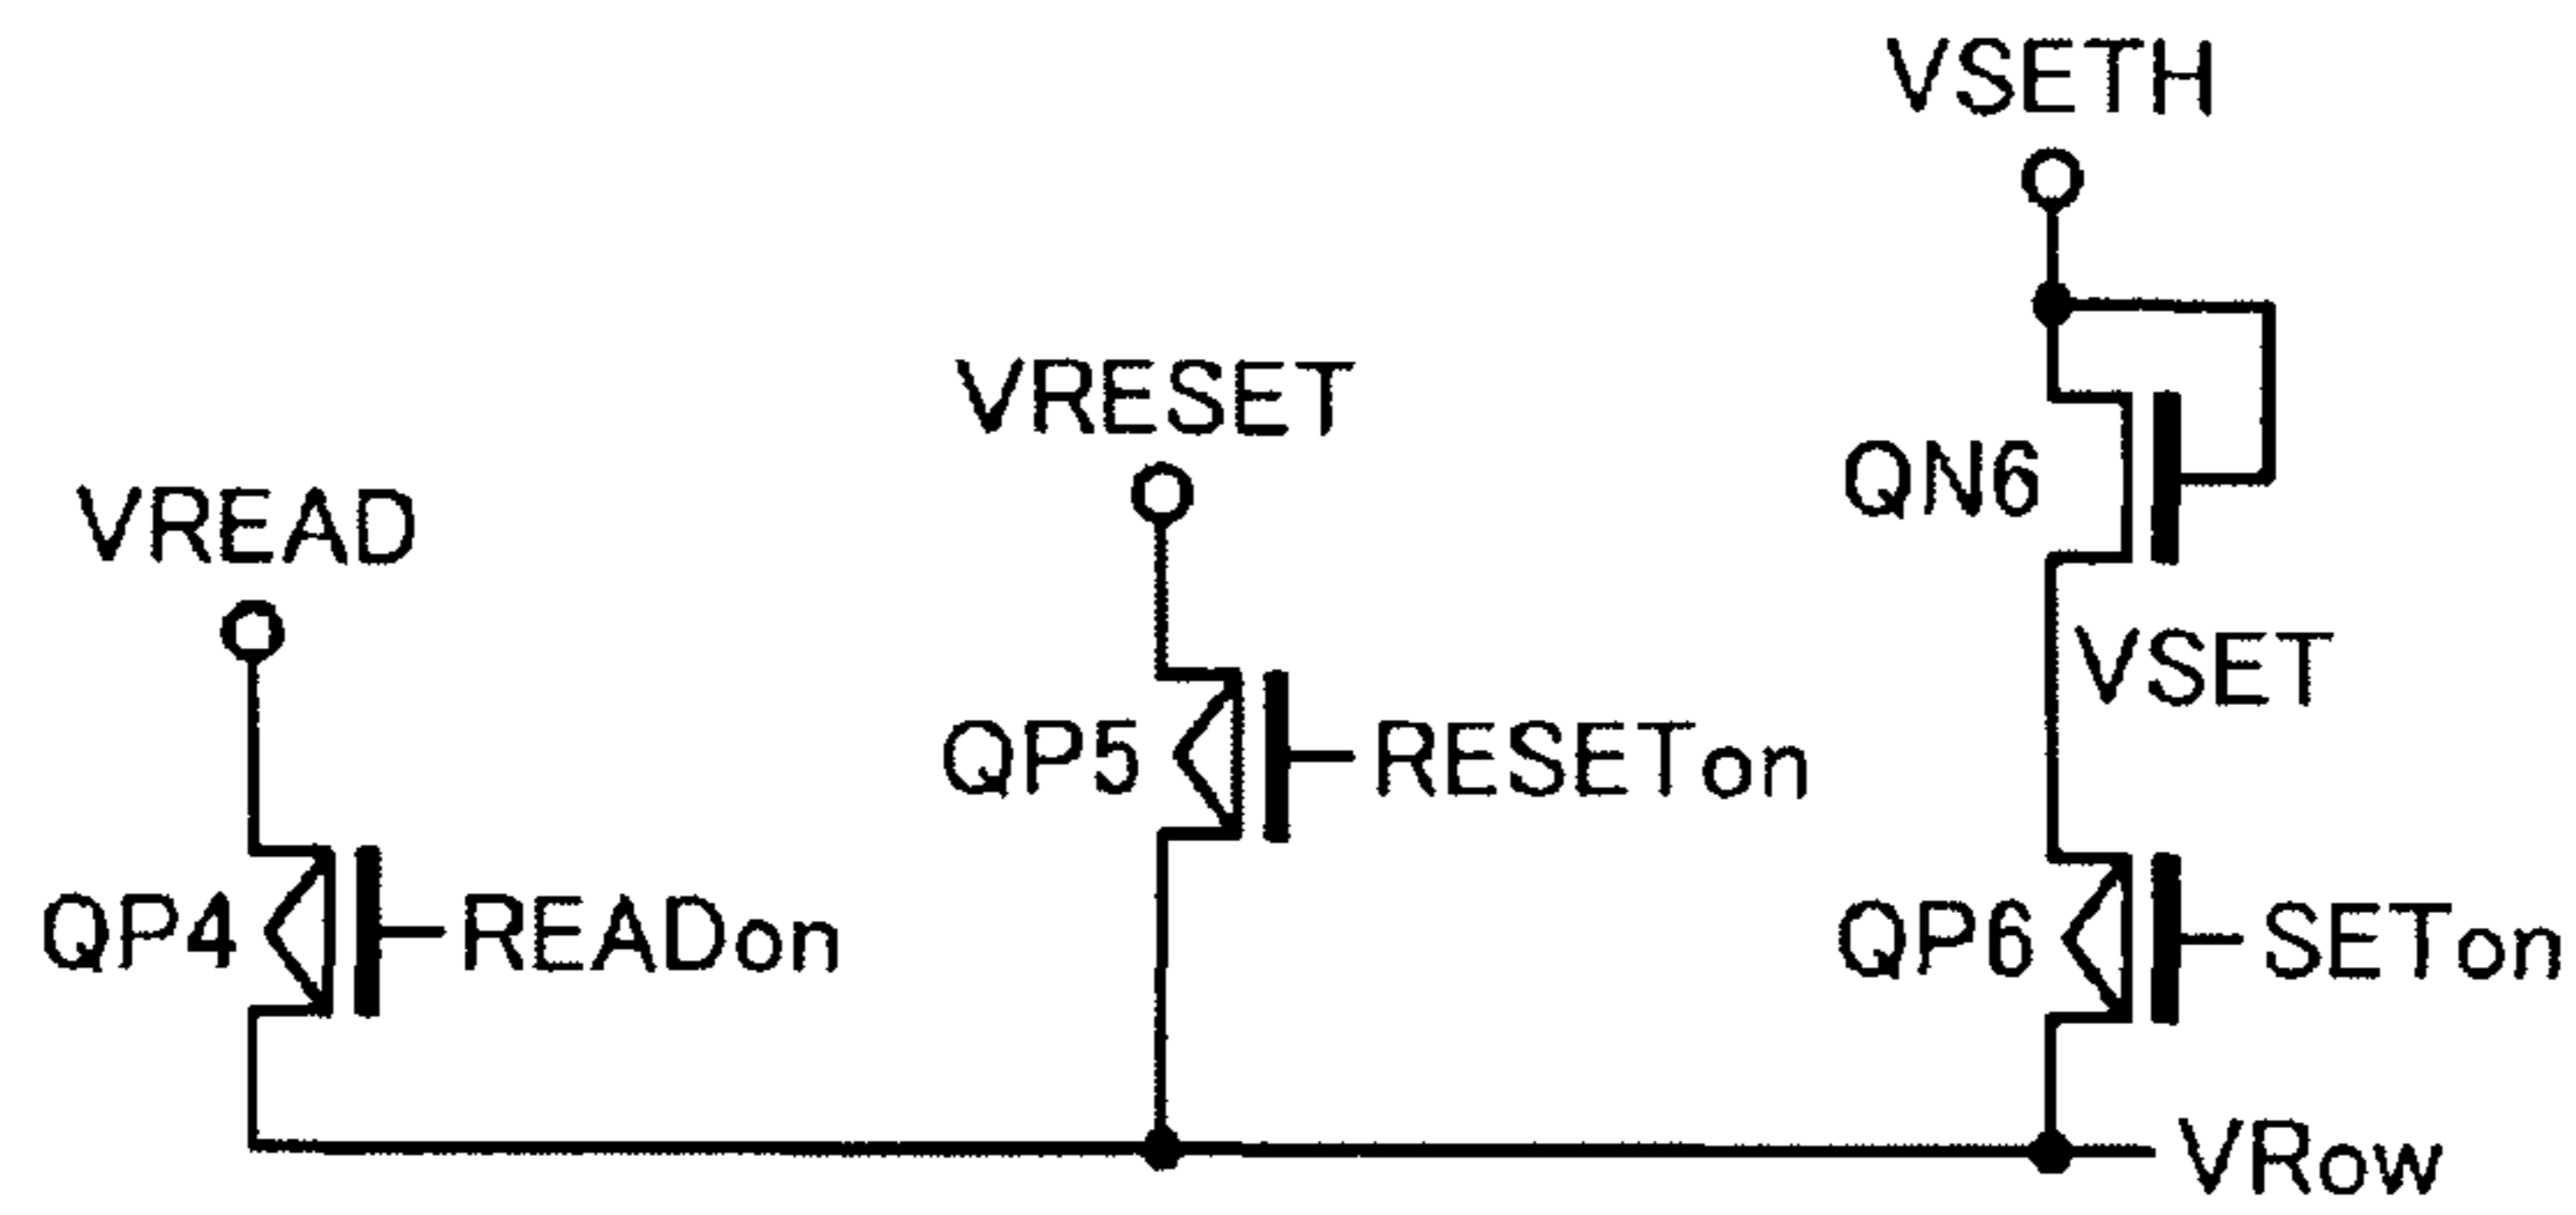 VSETH
VRESET
VREAD
QN6
VSET
QP5
RESETon
QP4
READon
QP6
SETon
VRow